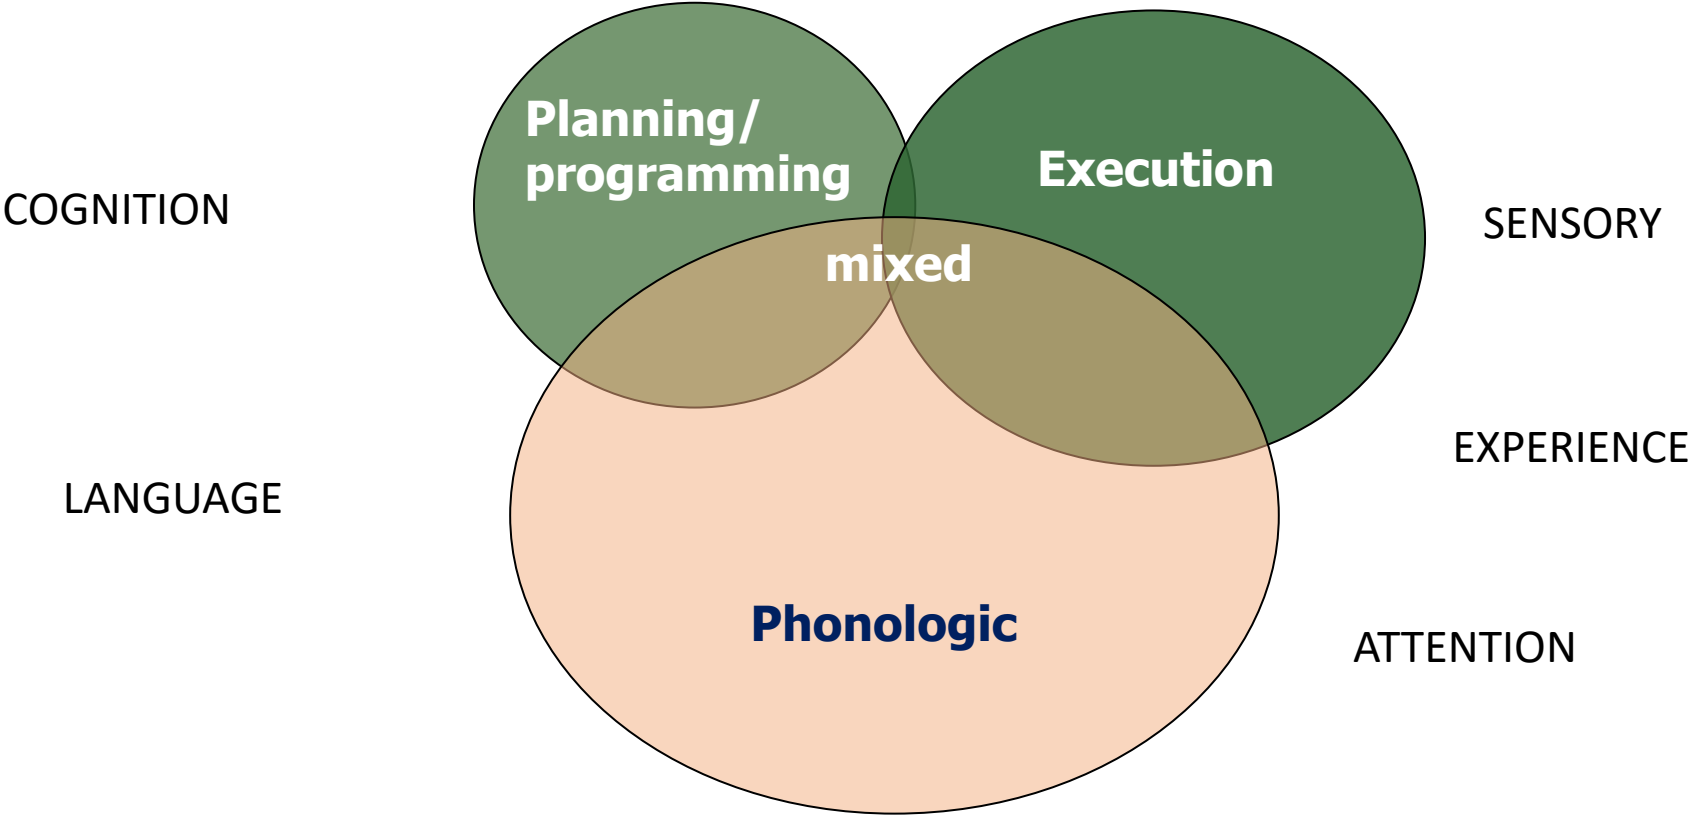 Planning/
programming
Execution
COGNITION
SENSORY
mixed
EXPERIENCE
LANGUAGE
Phonologic
ATTENTION